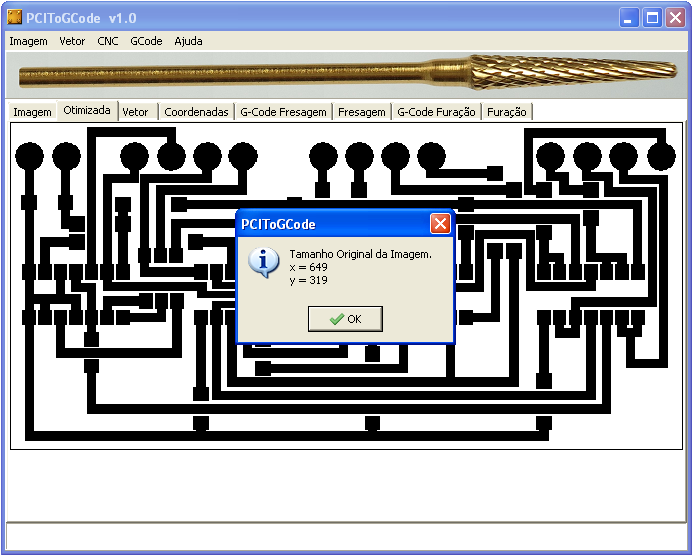 PCIToGCode v1.0
Imagem Vetor CNC GCode Ajuda
Imagem Otimizada Vetor Coordenadas G-Code Fresagem Fresagem G-Code Furação Furação
PCIToGCode
Tamanho Original da Imagem.
x = 649
y = 319
OK